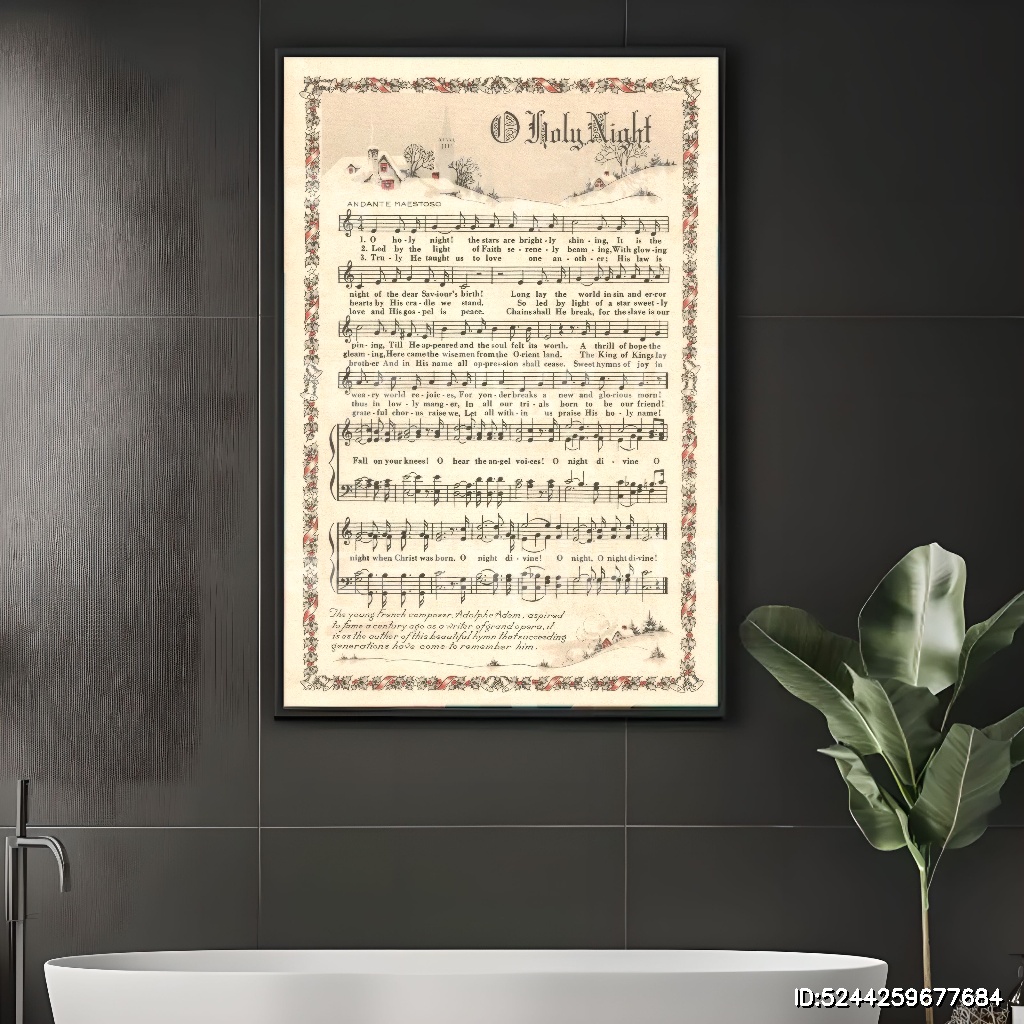 O Holy Night
ANDANTE MAESTOSO
1. O ho-ly night! the stars are bright-ly shin-ing, It is the
2. Led by the light of Faith se-rene-ly beam-ing, With glow-ing
3. Tru-ly He taught us to love one an-oth-er; His law is
night of the dear Sav-iour's birth! Long lay the world in sin and er-ror
hearts by His cra-dle we stand. So led by light of a star sweet-ly
love and His gos-pel is peace. Chains shall He break, for the slave is our
pin-ing, Till He ap-peared and the soul felt its worth. A thrill of hope the
gleam-ing, Here came the wise men from the O-rient land. The King of Kings lay
broth-er And in His name all op-pres-sion shall cease. Sweet hymns of joy in
wea-ry world re-joic-es, For yon-der breaks a new and glo-rious morn!
thus in low-ly mang-er, In all our tri-als born to be our friend!
grate-ful chor-us raise we, Let all with-in us praise His ho-ly name!
Fall on your knees! O hear the an-gel voi-ces! O night di-vine O
night when Christ was born. O night di-vine! O night, O night di-vine!
The young French composer, Adolphe Adam, aspired
to fame a century ago as a writer of grand opera, it
is as the author of this beautiful hymn that succeeding
generations have come to remember him.
ID:5244259677684